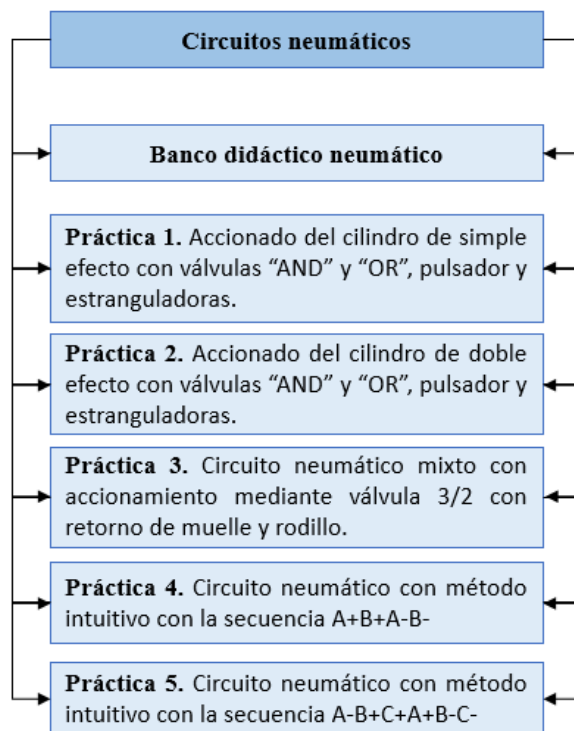 Circuitos neumáticos
Banco didáctico neumático
Práctica 1. Accionado del cilindro de simple
efecto con válvulas “AND” y “OR”, pulsador y
estranguladoras.
Práctica 2. Accionado del cilindro de doble
efecto con válvulas “AND” y “OR”, pulsador y
estranguladoras.
Práctica 3. Circuito neumático mixto con
accionamiento mediante válvula 3/2 con
retorno de muelle y rodillo.
Práctica 4. Circuito neumático con método
intuitivo con la secuencia A+B+A-B-
Práctica 5. Circuito neumático con método
intuitivo con la secuencia A-B+C+A+B-C-